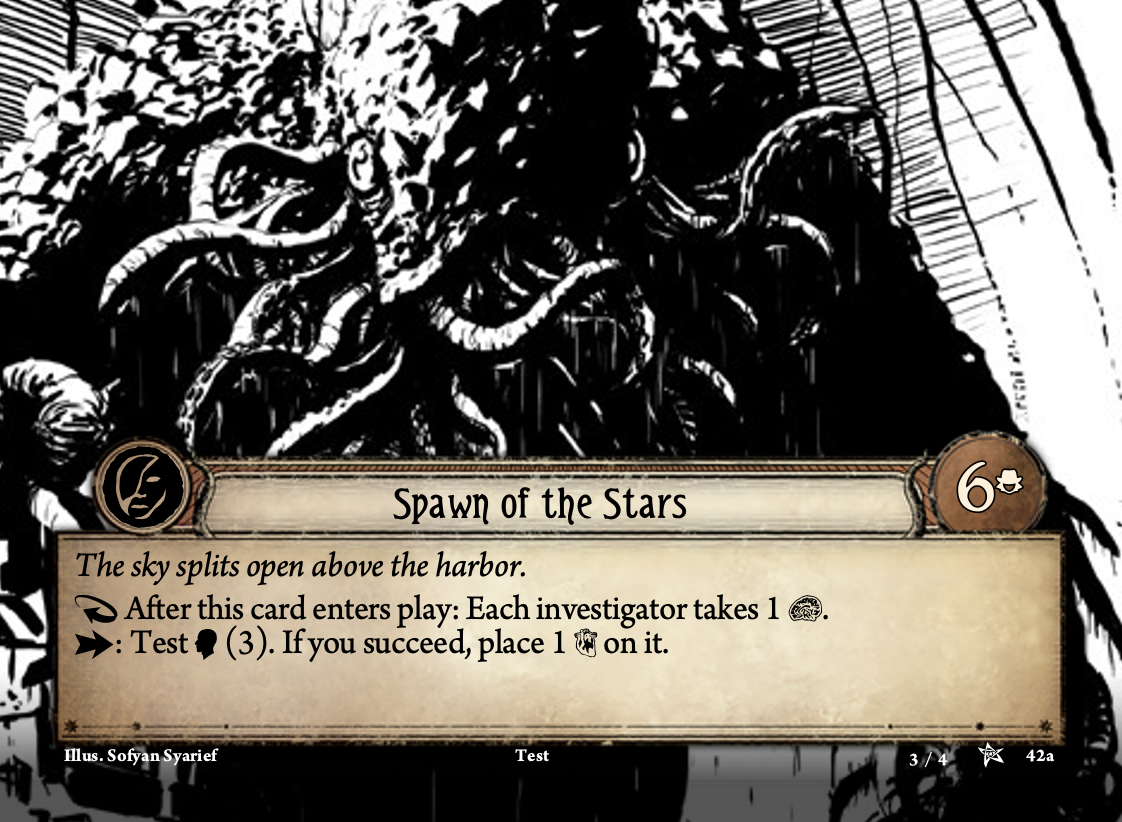 Spawn of the Stars
6
The sky splits open above the harbor.
After this card enters play: Each investigator takes 1 .
: Test (3). If you succeed, place 1 on it.
Illus. Sofyan Syarief
Test
3 / 4
42a